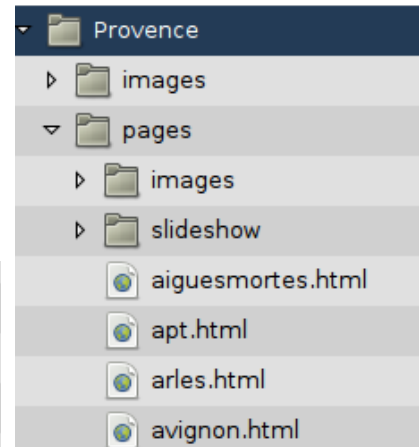 Provence
images
pages
images
slideshow
aiguesmortes.html
apt.html
arles.html
avignon.html